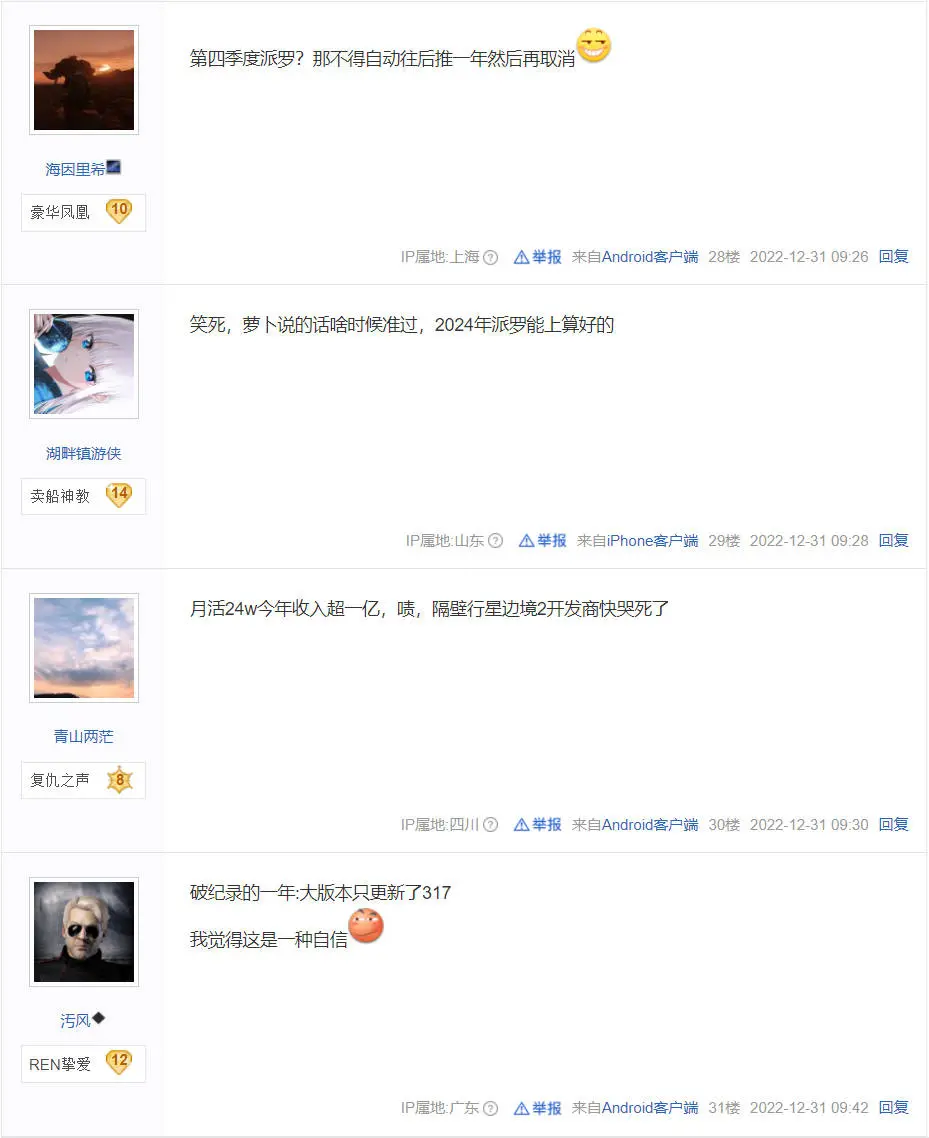 第四季度派罗？那不得自动往后推一年然后再取消
海因里希
豪华凤凰 10
IP属地:上海 举报 来自Android客户端 28楼 2022-12-31 09:26 回复
笑死，萝卜说的话啥时候准过，2024年派罗能上算好的
湖畔镇游侠
卖船神教 14
IP属地:山东 举报 来自iPhone客户端 29楼 2022-12-31 09:28 回复
月活24w今年收入超一亿，啧，隔壁行星边境2开发商快哭死了
青山两茫
复仇之声 8
IP属地:四川 举报 来自Android客户端 30楼 2022-12-31 09:30 回复
破纪录的一年:大版本只更新了317
我觉得这是一种自信
汚风
REN挚爱 12
IP属地:广东 举报 来自Android客户端 31楼 2022-12-31 09:42 回复